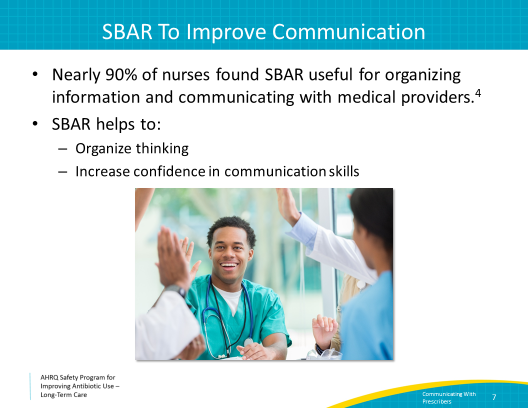 SBAR To Improve Communication
• Nearly 90% of nurses found SBAR useful for organizing
information and communicating with medical providers.4
• SBAR helps to:
– Organize thinking
– Increase confidence in communication skills
AHRQ Safety Program for
Improving Antibiotic Use –
Long-Term Care
Communicating With
Prescribers
7